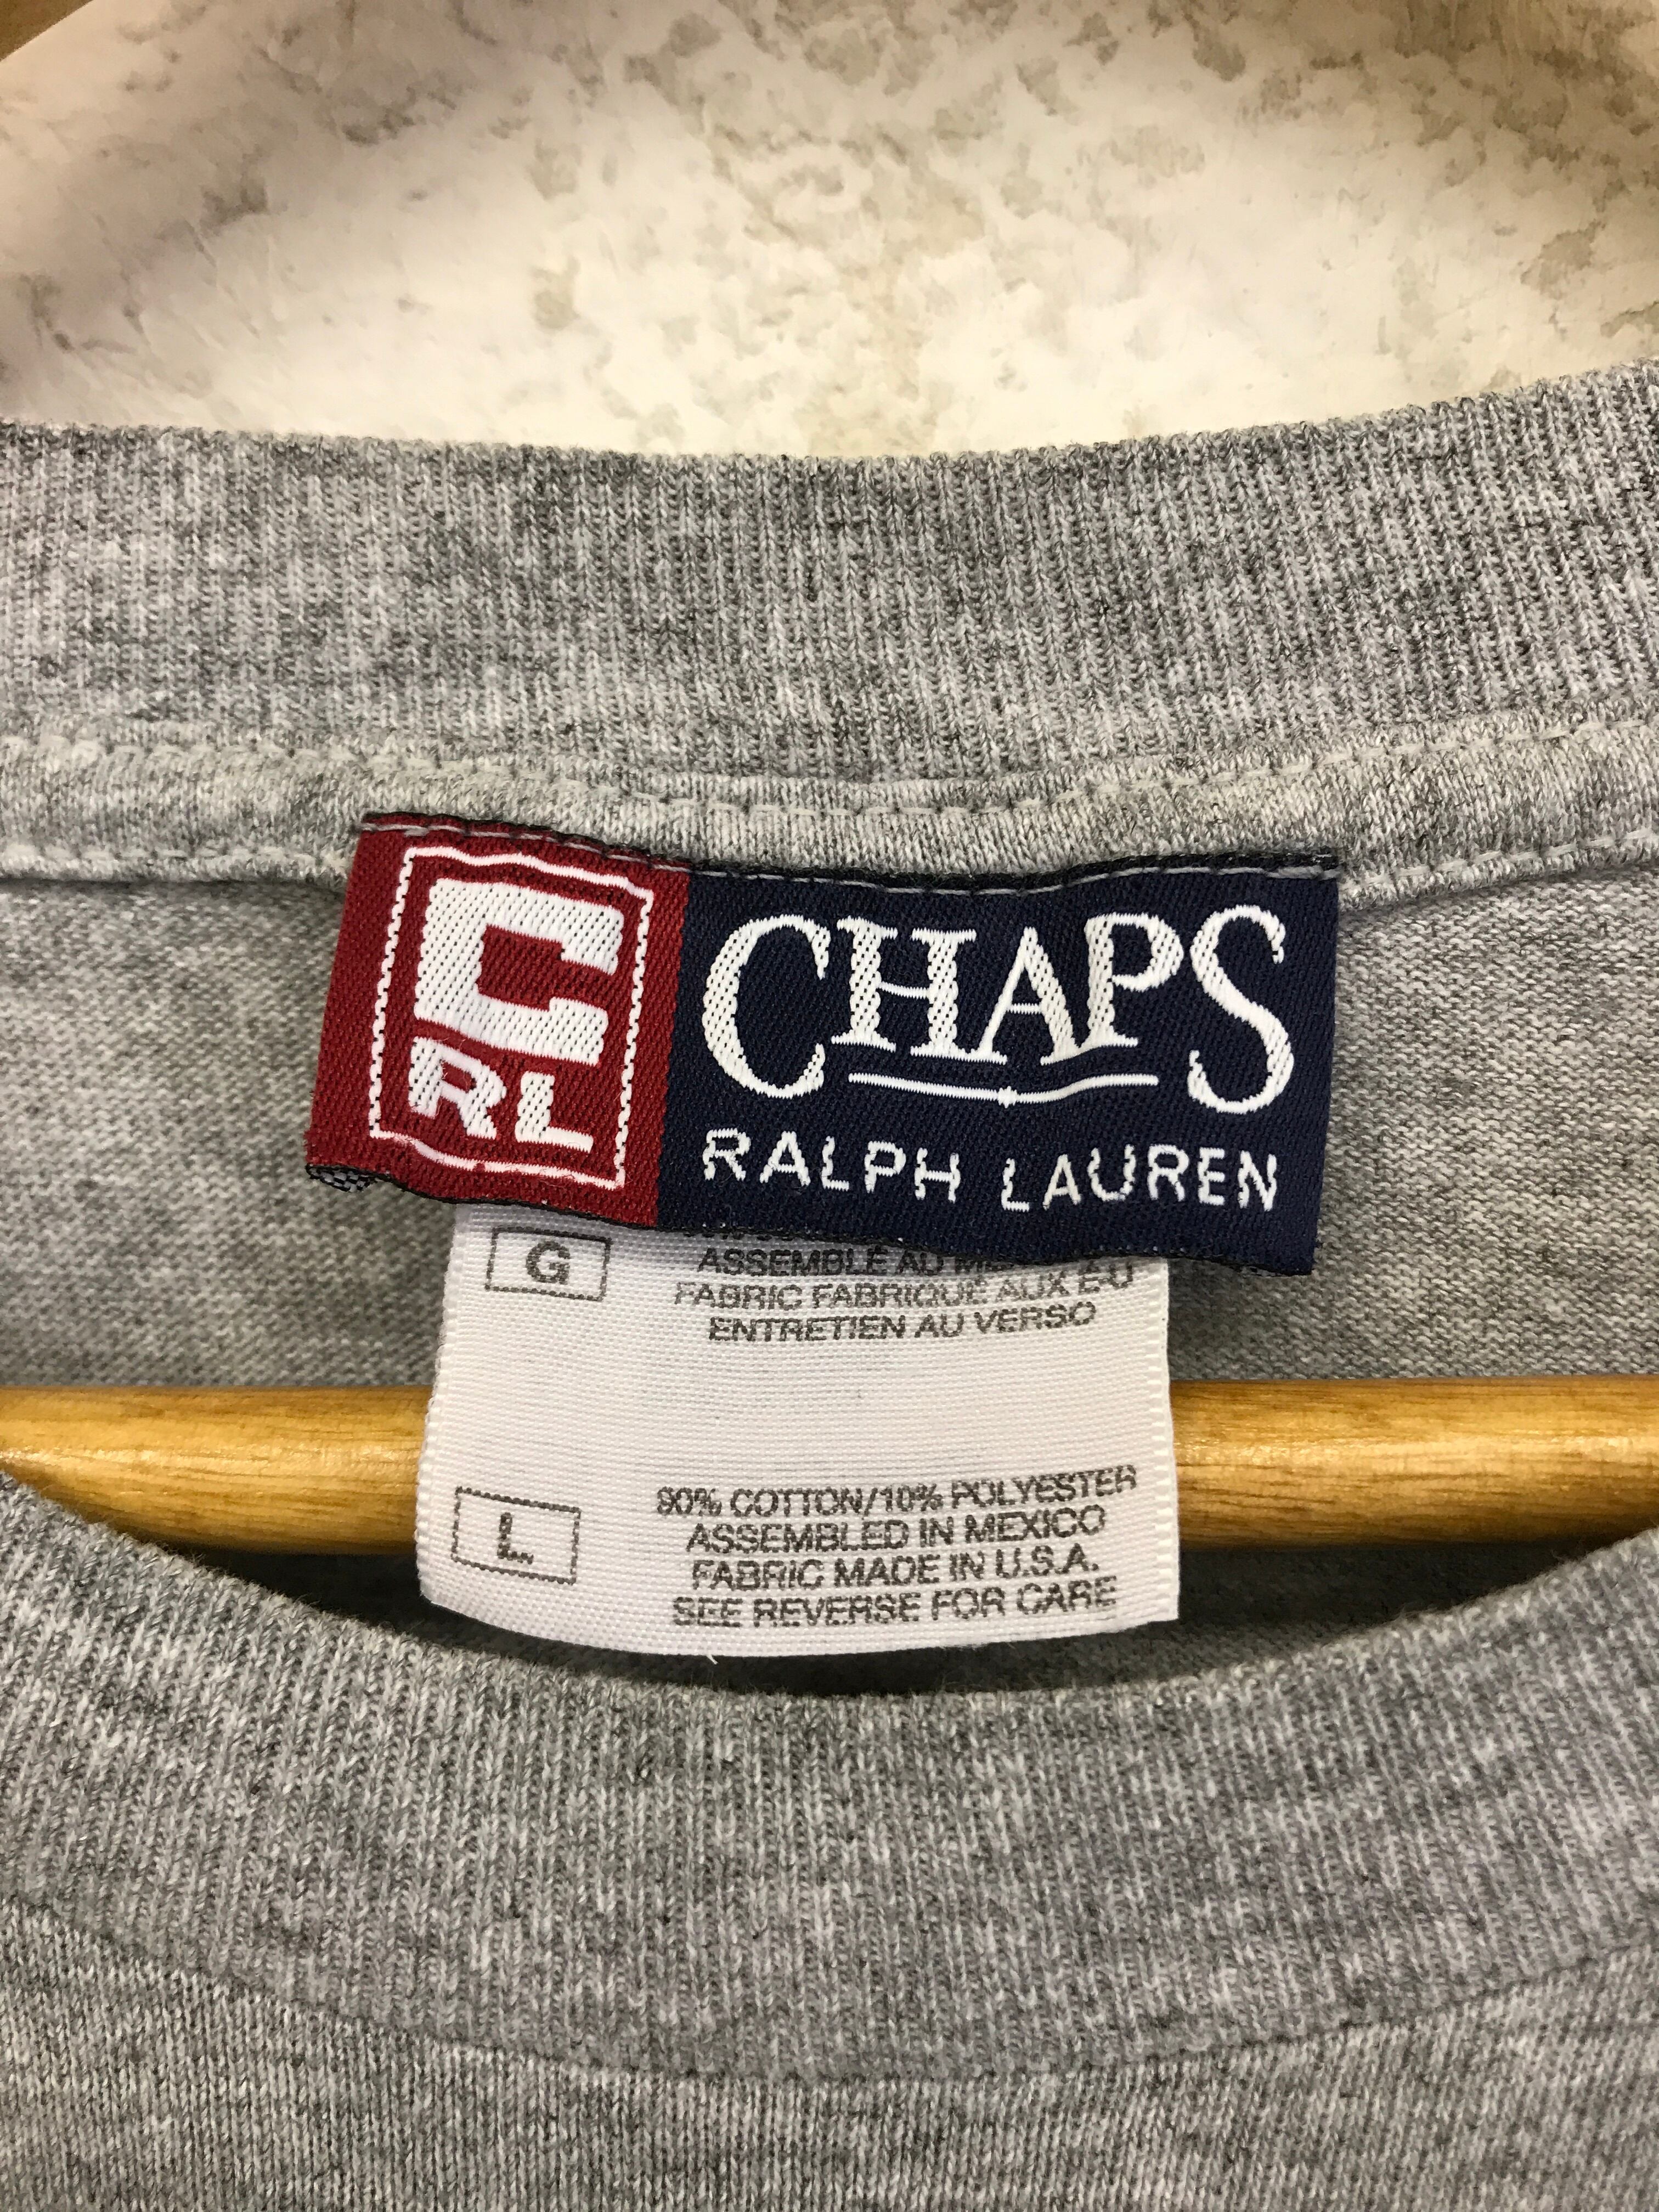 C
RL
CHAPS
RALPH LAUREN
G
ASSEMBLÉ AU
FABRIC FABRIQUÉ AUX É-U
ENTRETIEN AU VERSO
L
90% COTTON/10% POLYESTER
ASSEMBLED IN MEXICO
FABRIC MADE IN U.S.A.
SEE REVERSE FOR CARE